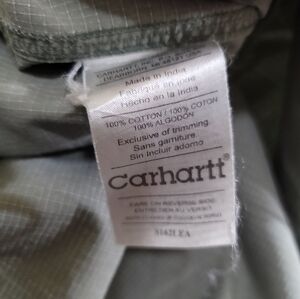 Made in India
Fabriqué en Inde
Hecho en la India
100% COTTON / 100% COTON
100% ALGODON
Exclusive of trimming
Sans garniture
Sin incluir adorno
carhartt
CARE ON REVERSE SIDE
ENTRETIEN AU VERSO